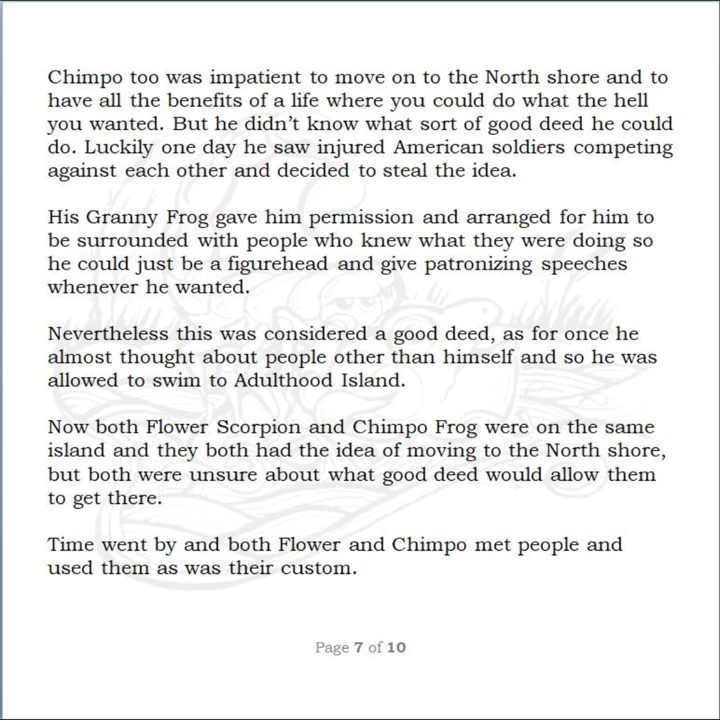 Chimpo too was impatient to move on to the North shore and to
have all the benefits of a life where you could do what the hell
you wanted. But he didn't know what sort of good deed he could
do. Luckily one day he saw injured American soldiers competing
against each other and decided to steal the idea.
His Granny Frog gave him permission and arranged for him to
be surrounded with people who knew what they were doing so
he could just be a figurehead and give patronizing speeches
whenever he wanted.
Nevertheless this was considered a good deed, as for once he
almost thought about people other than himself and so he was
allowed to swim to Adulthood Island.
Now both Flower Scorpion and Chimpo Frog were on the same
island and they both had the idea of moving to the North shore,
but both were unsure about what good deed would allow them
to get there.
Time went by and both Flower and Chimpo met people and
used them as was their custom.
Page 7 of 10